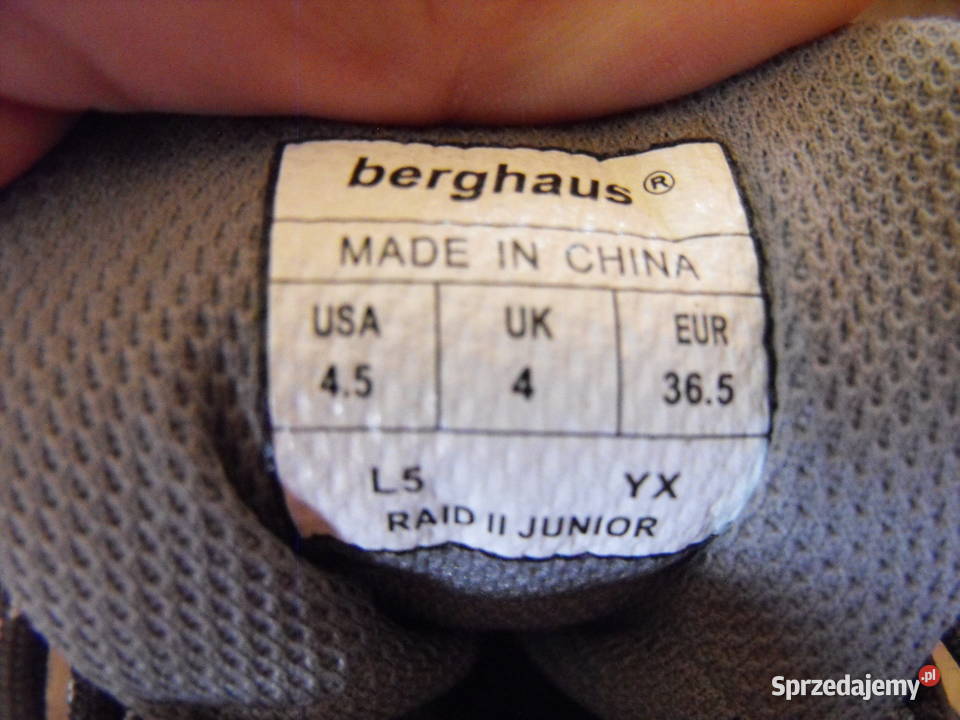 berghaus®
MADE IN CHINA
USA UK EUR
4.5 4 36.5
L5 YX
RAID II JUNIOR
Sprzedajemy.pl